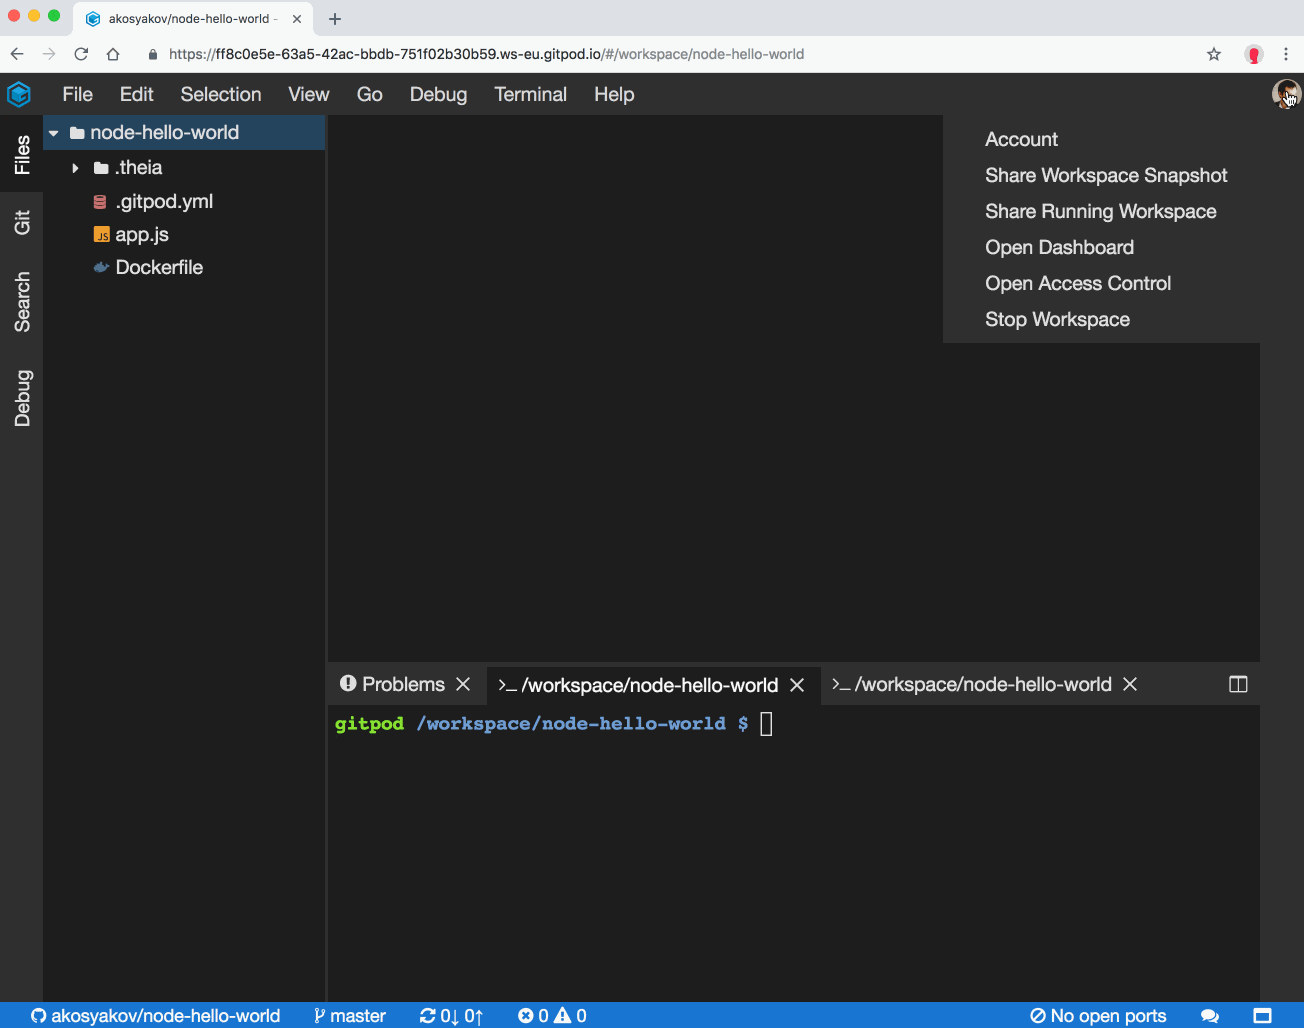 akosyakov/node-hello-world -
https://ff8c0e5e-63a5-42ac-bbdb-751f02b30b59.ws-eu.gitpod.io/#/workspace/node-hello-world
File Edit Selection View Go Debug Terminal Help
Files
Git
Search
Debug
node-hello-world
.theia
.gitpod.yml
JS app.js
Dockerfile
Account
Share Workspace Snapshot
Share Running Workspace
Open Dashboard
Open Access Control
Stop Workspace
Problems >_ /workspace/node-hello-world >_ /workspace/node-hello-world
gitpod /workspace/node-hello-world $
akosyakov/node-hello-world master 0↓ 0↑ 0 0 No open ports